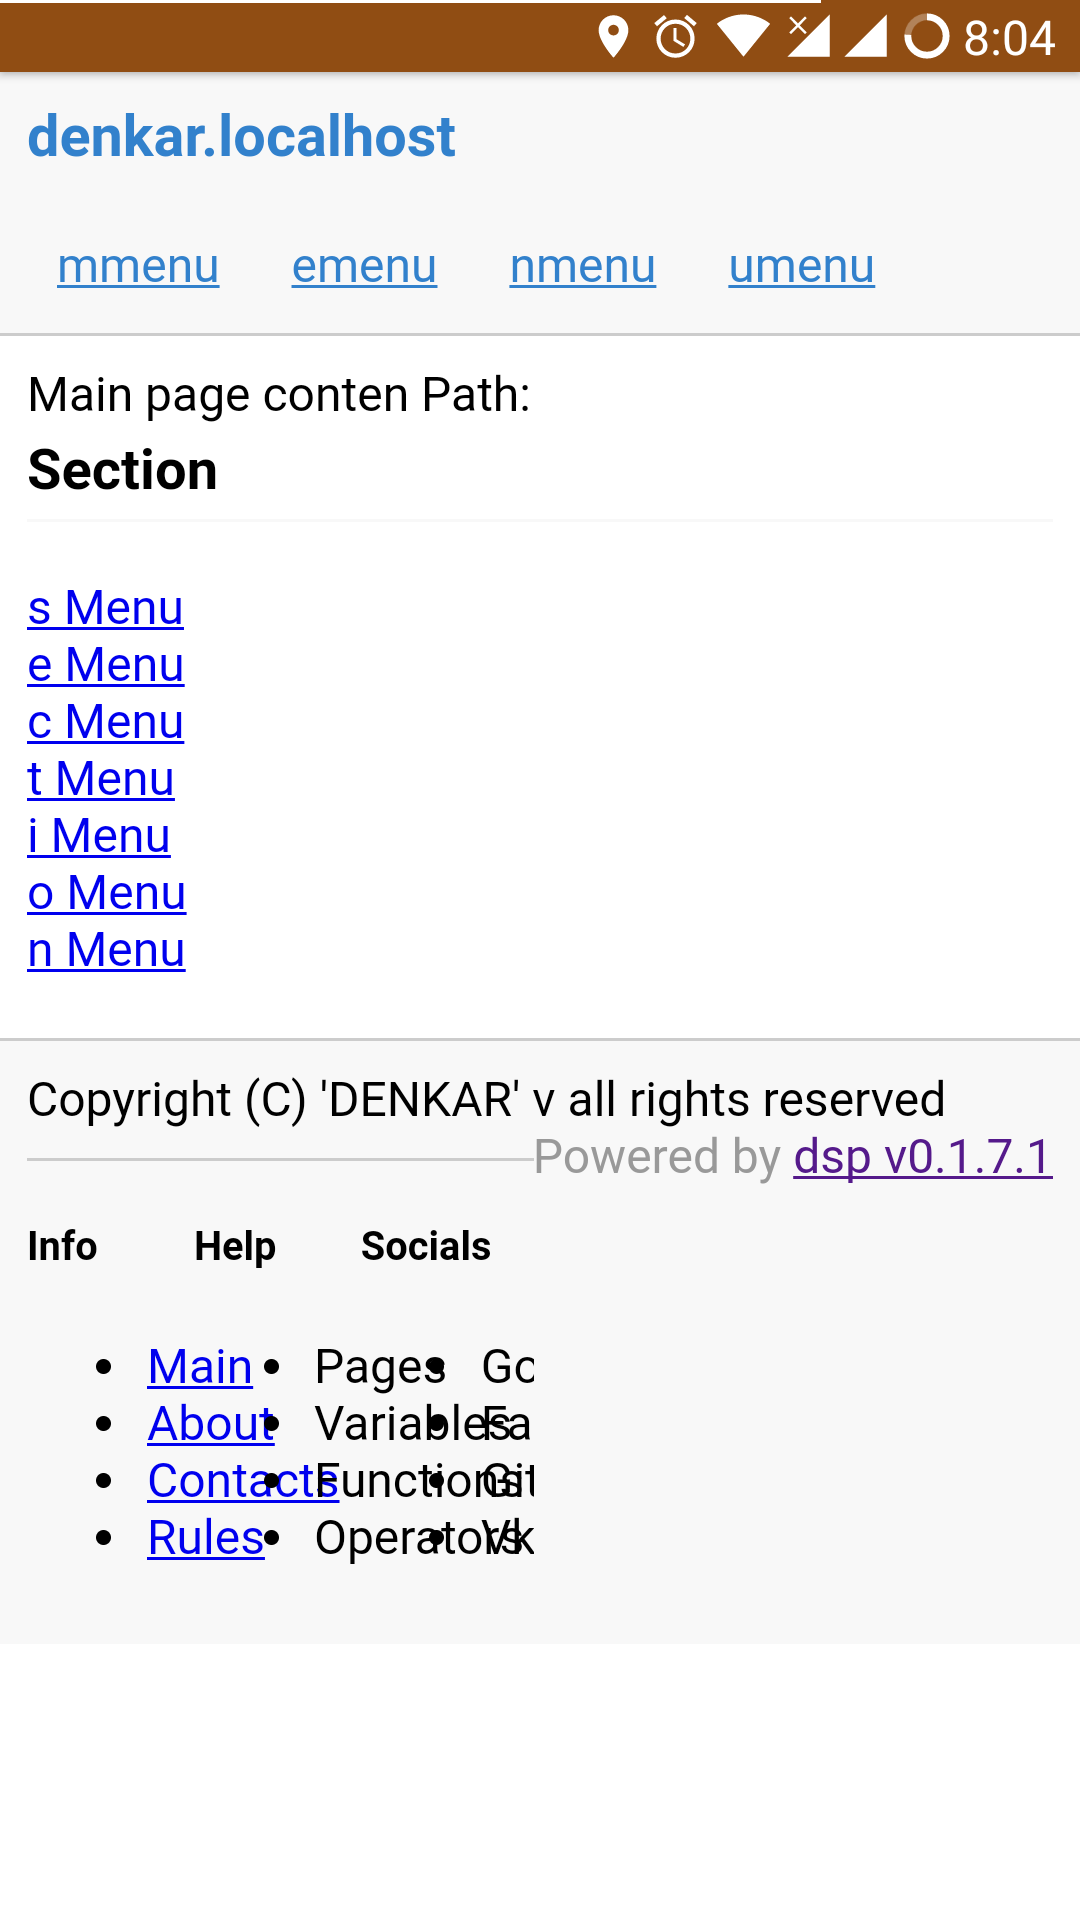 8:04
denkar.localhost
mmenu emenu nmenu umenu
Main page conten Path:
Section
s Menu
e Menu
c Menu
t Menu
i Menu
o Menu
n Menu
Copyright (C) 'DENKAR' v all rights reserved
Powered by dsp v0.1.7.1
Info Help Socials
Main Pages Go
About Variables Fa
Contacts Functions Git
Rules Operators Vk